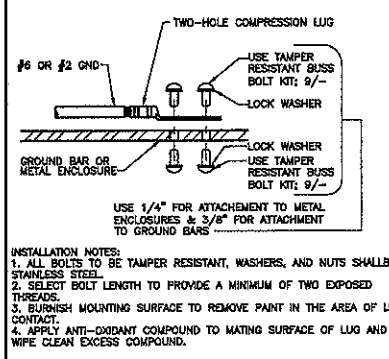 TWO-HOLE COMPRESSION LUG
#6 OR #2 GND
USE TAMPER
RESISTANT BUSS
BOLT KIT; 9/-
LOCK WASHER
LOCK WASHER
USE TAMPER
RESISTANT BUSS
BOLT KIT; 9/-
GROUND BAR OR
METAL ENCLOSURE
USE 1/4" FOR ATTACHEMENT TO METAL
ENCLOSURES & 3/8" FOR ATTACHMENT
TO GROUND BARS
INSTALLATION NOTES:
1. ALL BOLTS TO BE TAMPER RESISTANT, WASHERS, AND NUTS SHALLB
STAINLESS STEEL.
2. SELECT BOLT LENGTH TO PROVIDE A MINIMUM OF TWO EXPOSED
THREADS.
3. BURNISH MOUNTING SURFACE TO REMOVE PAINT IN THE AREA OF L
CONTACT.
4. APPLY ANTI-OXIDANT COMPOUND TO MATING SURFACE OF LUG AND
WIPE CLEAN EXCESS COMPOUND.